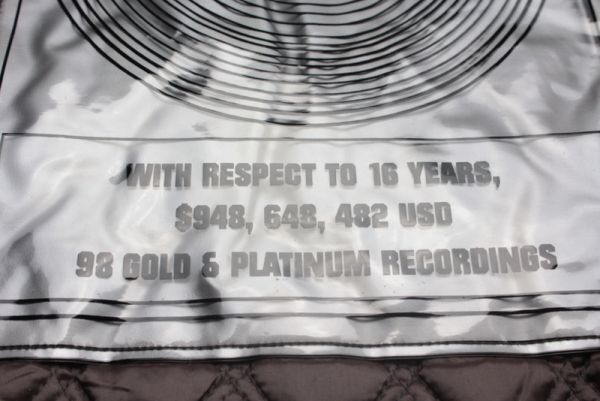 WITH RESPECT TO 16 YEARS,
$948, 648, 482 USD
98 GOLD & PLATINUM RECORDINGS